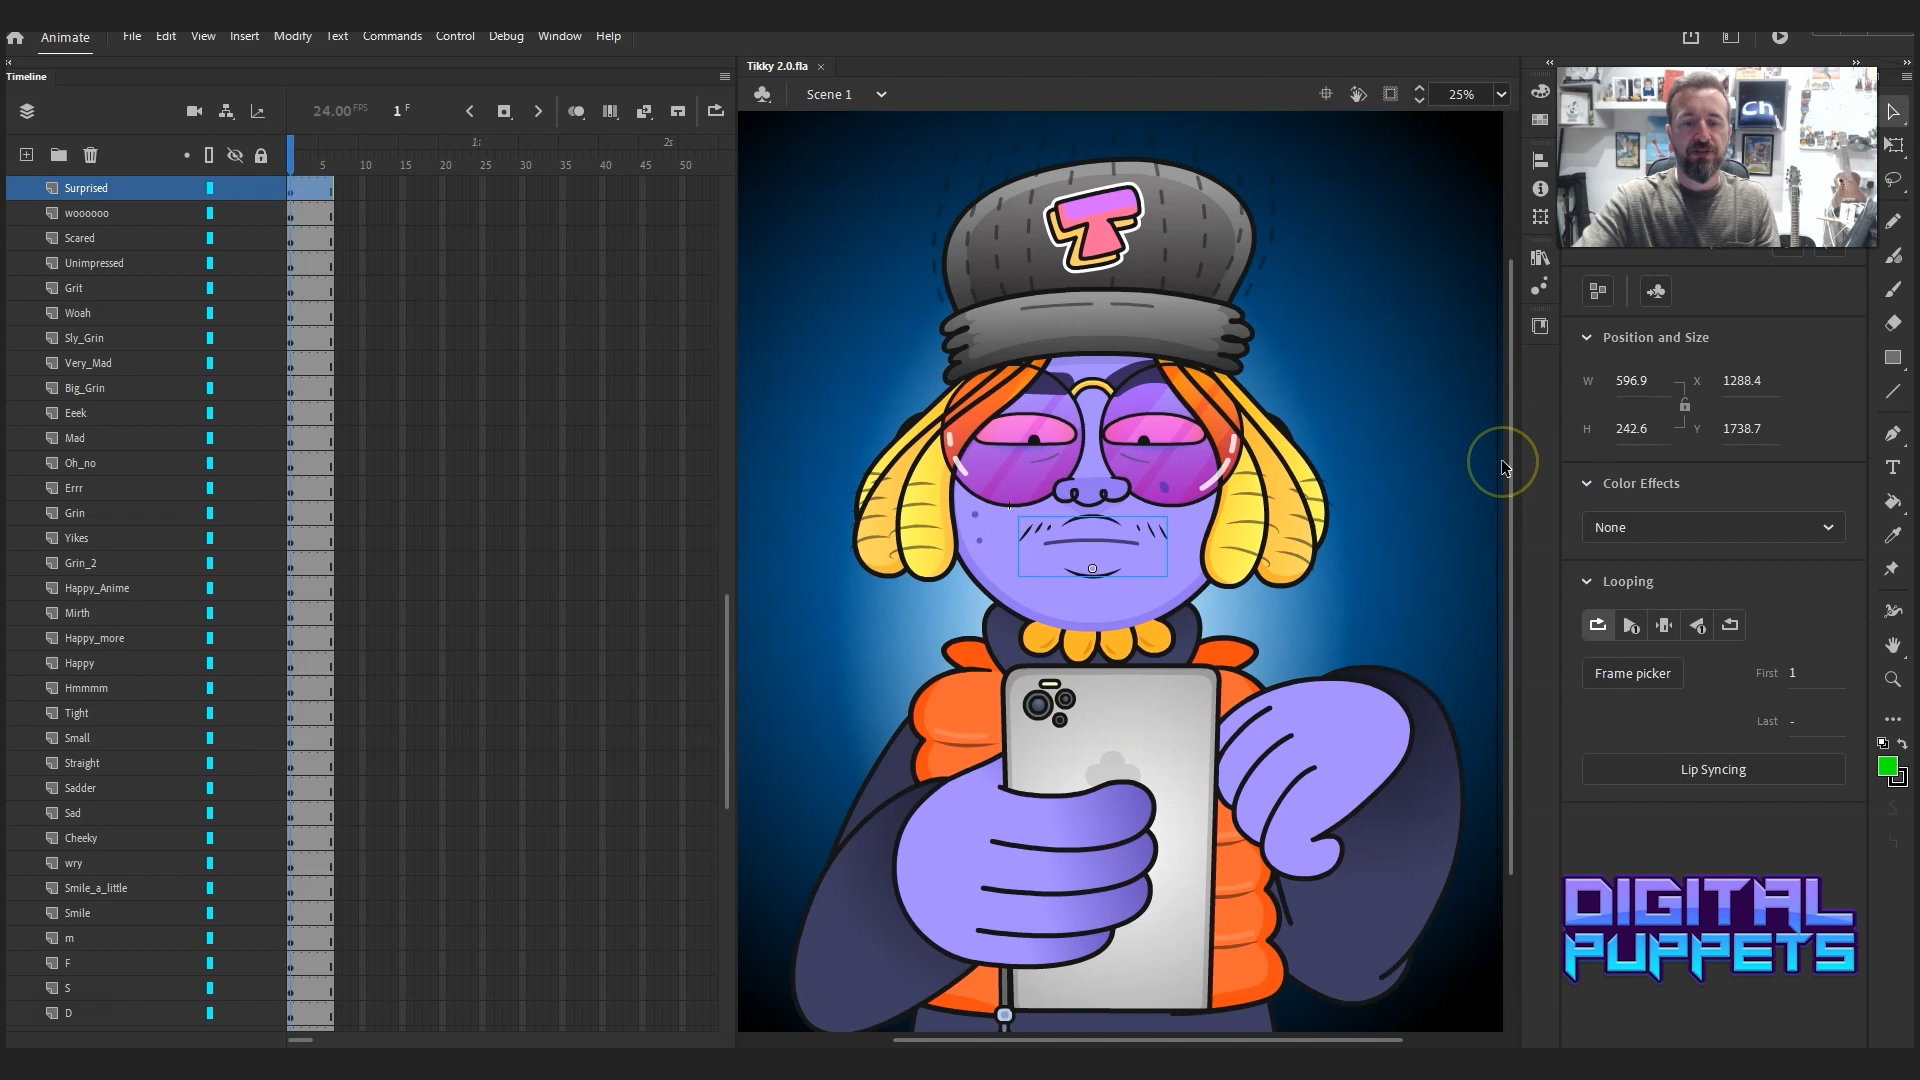 Animate
File Edit View Insert Modify Text Commands Control Debug Window Help
Timeline
Tikky 2.0.fla
24.00 FPS 1 F
Scene 1
25%
1s 2s
5 10 15 20 25 30 35 40 45 50
Surprised
woooooo
Scared
Unimpressed
Grit
Woah
Sly_Grin
Very_Mad
Big_Grin
Eeek
Mad
Oh_no
Errr
Grin
Yikes
Grin_2
Happy_Anime
Mirth
Happy_more
Happy
Hmmmm
Tight
Small
Straight
Sadder
Sad
Cheeky
wry
Smile_a_little
Smile
m
F
S
D
T
Ch
Position and Size
W 596.9 X 1288.4
H 242.6 Y 1738.7
Color Effects
None
Looping
Frame picker First 1
Last -
Lip Syncing
DIGITAL
PUPPETS